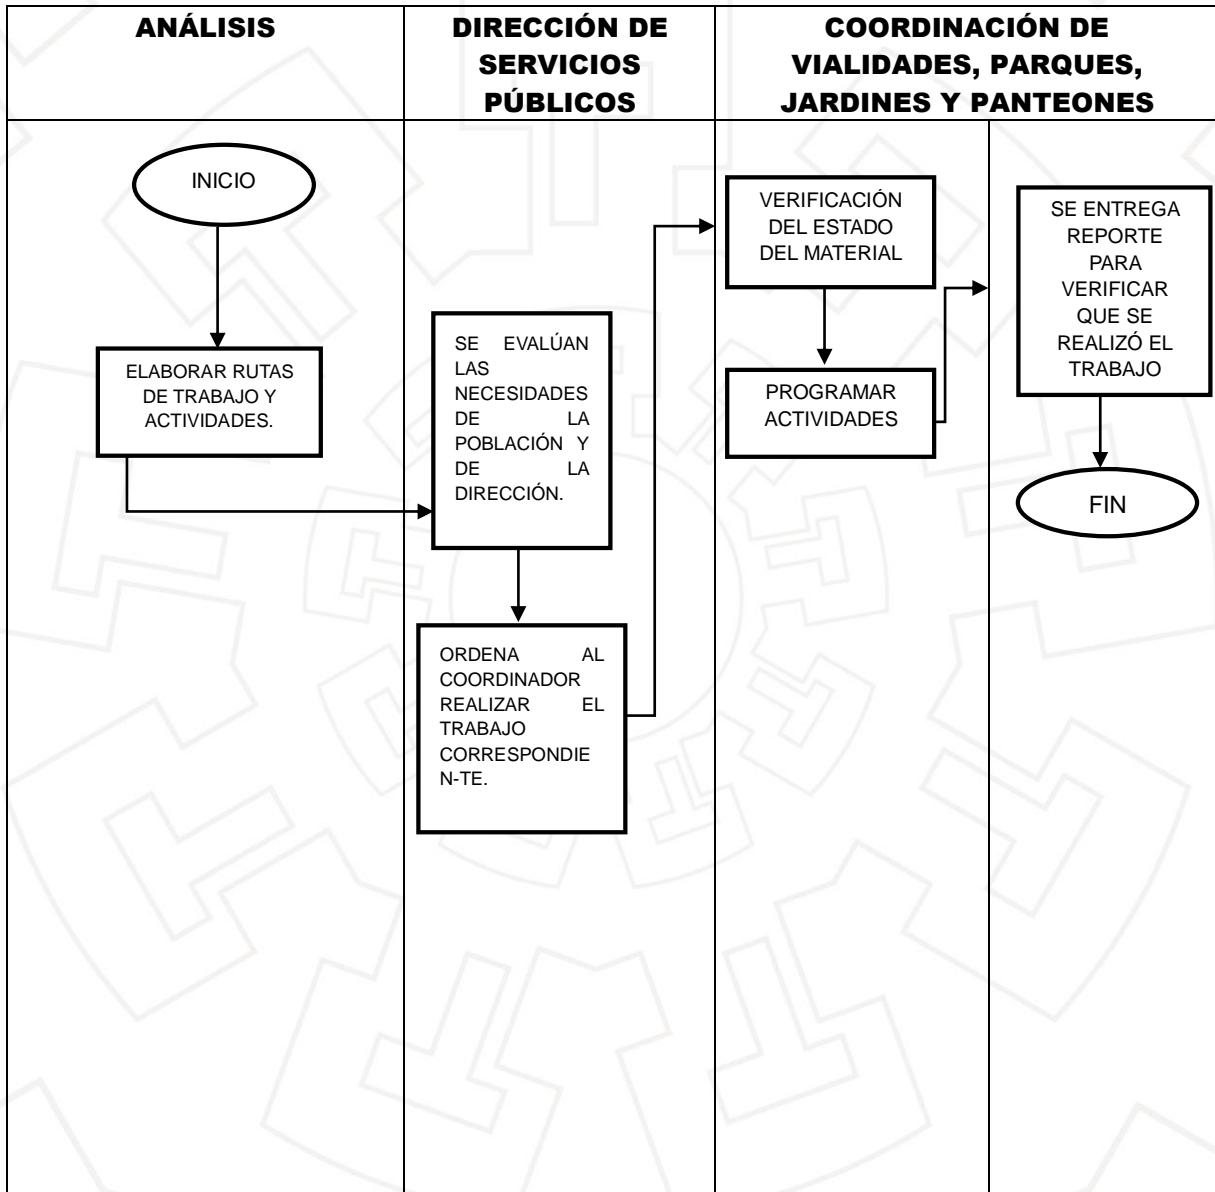 ANÁLISIS
DIRECCIÓN DE
SERVICIOS
PÚBLICOS
COORDINACIÓN DE
VIALIDADES, PARQUES,
JARDINES Y PANTEONES
INICIO
ELABORAR RUTAS
DE TRABAJO Y
ACTIVIDADES.
SE EVALÚAN
LAS
NECESIDADES
DE LA
POBLACIÓN Y
DE LA
DIRECCIÓN.
ORDENA AL
COORDINADOR
REALIZAR EL
TRABAJO
CORRESPONDIE
N-TE.
VERIFICACIÓN
DEL ESTADO
DEL MATERIAL
PROGRAMAR
ACTIVIDADES
SE ENTREGA
REPORTE
PARA
VERIFICAR
QUE SE
REALIZÓ EL
TRABAJO
FIN